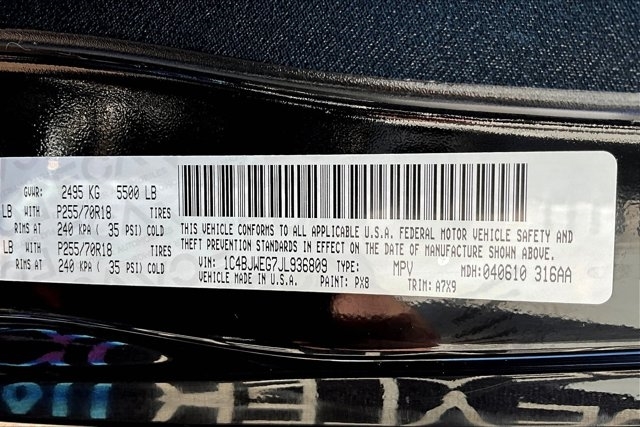 GVWR: 2495 KG 5500 LB
LB WITH P255/70R18 TIRES
RIMS AT 240 KPA ( 35 PSI) COLD
LB WITH P255/70R18 TIRES
RIMS AT 240 KPA ( 35 PSI) COLD
THIS VEHICLE CONFORMS TO ALL APPLICABLE U.S.A. FEDERAL MOTOR VEHICLE SAFETY AND
THEFT PREVENTION STANDARDS IN EFFECT ON THE DATE OF MANUFACTURE SHOWN ABOVE.
VIN: 1C4BJWEG7JL936809 TYPE: MPV MDH: 040610 316AA
VEHICLE MADE IN U.S.A. PAINT: PX8 TRIM: A7X9